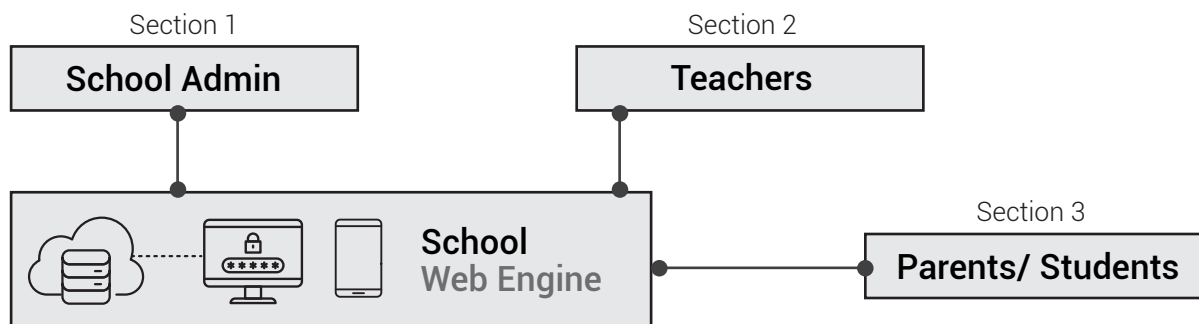 Section 1
School Admin
Section 2
Teachers
*****
School
Web Engine
Section 3
Parents/ Students